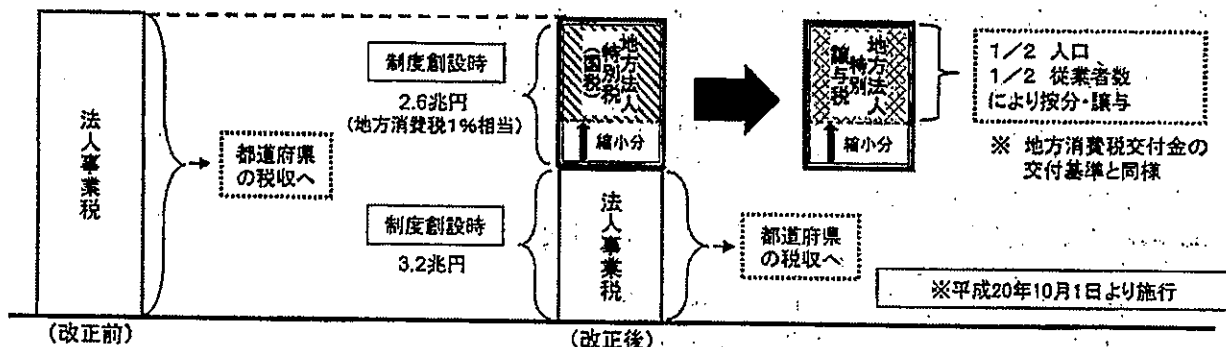 法人事業税
都道府県
の税収へ
(改正前)
制度創設時
2.6兆円
(地方消費税1%相当)
地方法人
特別税
(国税)
縮小分
制度創設時
3.2兆円
法人事業税
都道府県
の税収へ
(改正後)
地方法人
特別
譲与税
縮小分
1/2 人口
1/2 従業者数
により按分・譲与
※ 地方消費税交付金の
交付基準と同様
※平成20年10月1日より施行